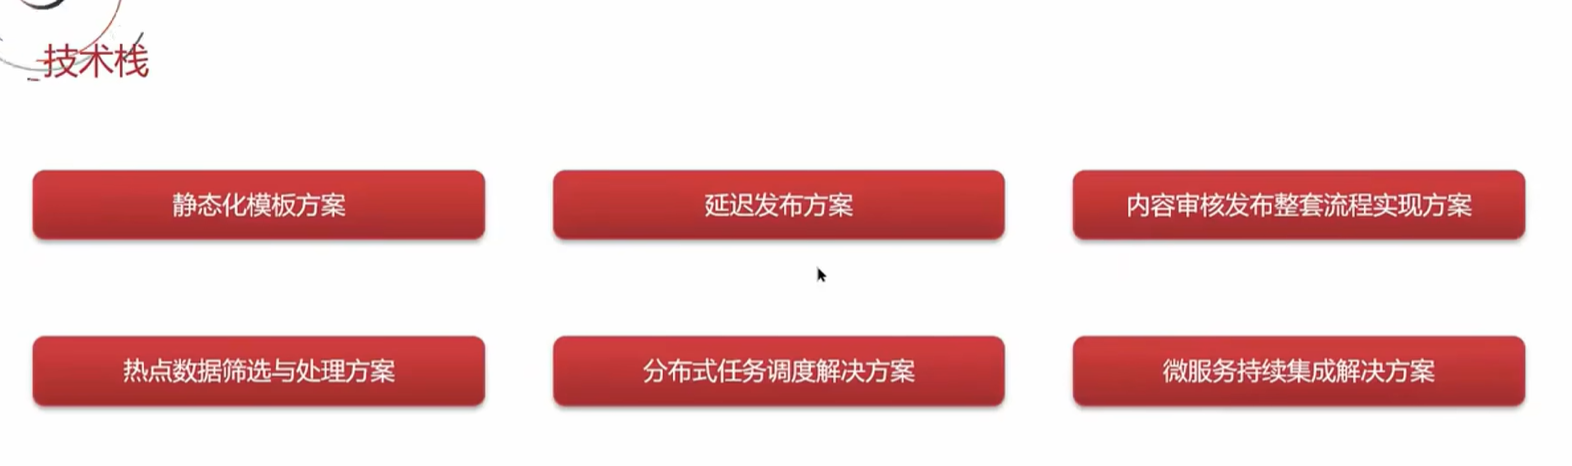 技术栈
静态化模板方案
延迟发布方案
内容审核发布整套流程实现方案
热点数据筛选与处理方案
分布式任务调度解决方案
微服务持续集成解决方案